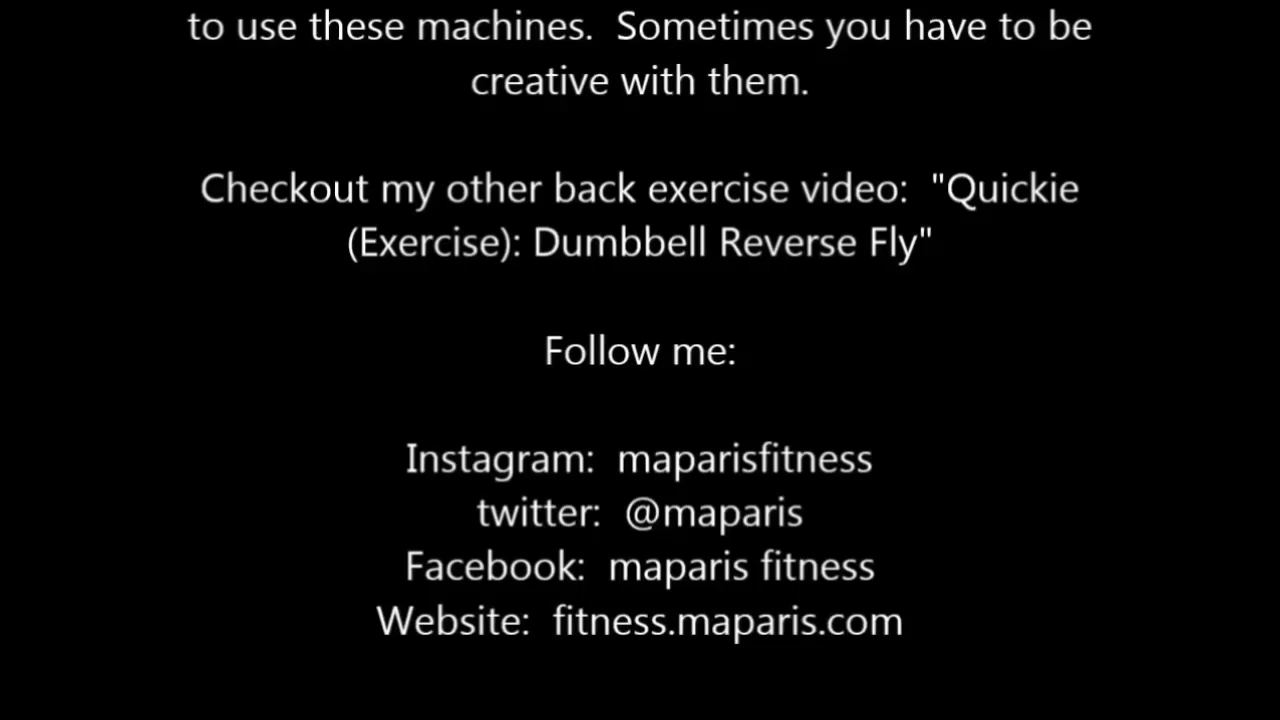 to use these machines.  Sometimes you have to be
creative with them.
Checkout my other back exercise video:  "Quickie
(Exercise): Dumbbell Reverse Fly"
Follow me:
Instagram:  maparisfitness
twitter:  @maparis
Facebook:  maparis fitness
Website:  fitness.maparis.com